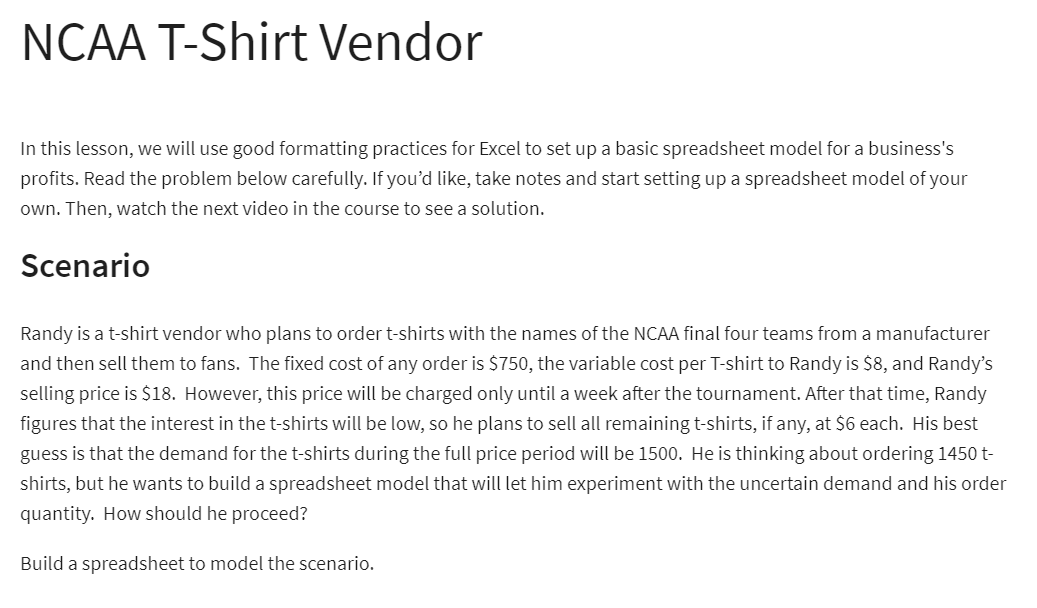 NCAA T-Shirt Vendor
In this lesson, we will use good formatting practices for Excel to set up a basic spreadsheet model for a business's
profits. Read the problem below carefully. If you’d like, take notes and start setting up a spreadsheet model of your
own. Then, watch the next video in the course to see a solution.
Scenario
Randy is a t-shirt vendor who plans to order t-shirts with the names of the NCAA final four teams from a manufacturer
and then sell them to fans.  The fixed cost of any order is $750, the variable cost per T-shirt to Randy is $8, and Randy’s
selling price is $18.  However, this price will be charged only until a week after the tournament. After that time, Randy
figures that the interest in the t-shirts will be low, so he plans to sell all remaining t-shirts, if any, at $6 each.  His best
guess is that the demand for the t-shirts during the full price period will be 1500.  He is thinking about ordering 1450 t-
shirts, but he wants to build a spreadsheet model that will let him experiment with the uncertain demand and his order
quantity.  How should he proceed?
Build a spreadsheet to model the scenario.